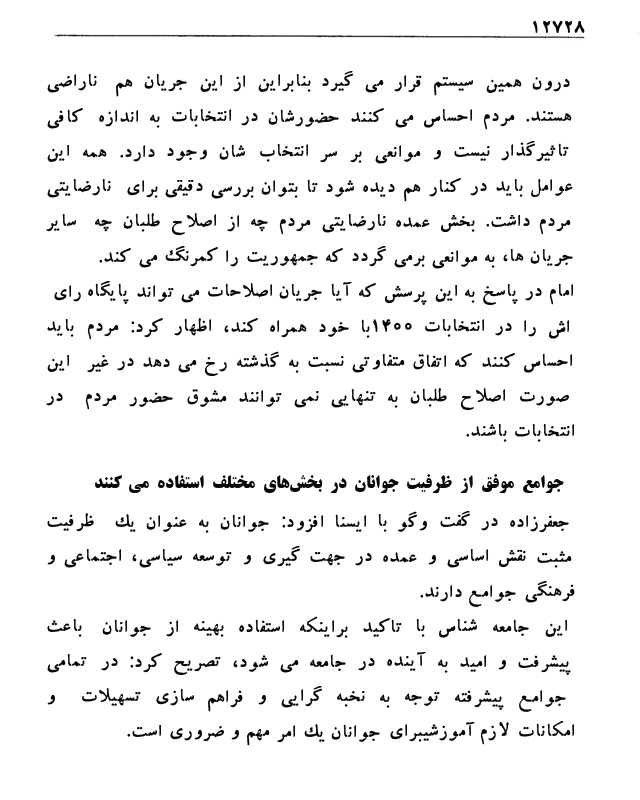 ۱۲۷۲۸
درون همین سیستم قرار می گیرد بنابراین از این جریان هم ناراضی
هستند. مردم احساس می کنند حضورشان در انتخابات به اندازه کافی
تاثیرگذار نیست و موانعی بر سر انتخاب شان وجود دارد. همه این
عوامل باید در کنار هم دیده شود تا بتوان بررسی دقیقی برای نارضایتی
مردم داشت. بخش عمده نارضایتی مردم چه از اصلاح طلبان چه سایر
جریان ها، به موانعی برمی گردد که جمهوریت را کمرنگ می کند.
امام در پاسخ به این پرسش که آیا جریان اصلاحات می تواند پایگاه رای
اش را در انتخابات ۱۴۰۰با خود همراه کند، اظهار کرد: مردم باید
احساس کنند که اتفاق متفاوتی نسبت به گذشته رخ می دهد در غیر این
صورت اصلاح طلبان به تنهایی نمی توانند مشوق حضور مردم در
انتخابات باشند.
جوامع موفق از ظرفیت جوانان در بخش‌های مختلف استفاده می کنند
جعفرزاده در گفت وگو با ایسنا افزود: جوانان به عنوان یك ظرفیت
مثبت نقش اساسی و عمده در جهت گیری و توسعه سیاسی، اجتماعی و
فرهنگی جوامع دارند.
این جامعه شناس با تاکید براینکه استفاده بهینه از جوانان باعث
پیشرفت و امید به آینده در جامعه می شود، تصریح کرد: در تمامی
جوامع پیشرفته توجه به نخبه گرایی و فراهم سازی تسهیلات و
امکانات لازم آموزشیبرای جوانان یك امر مهم و ضروری است.